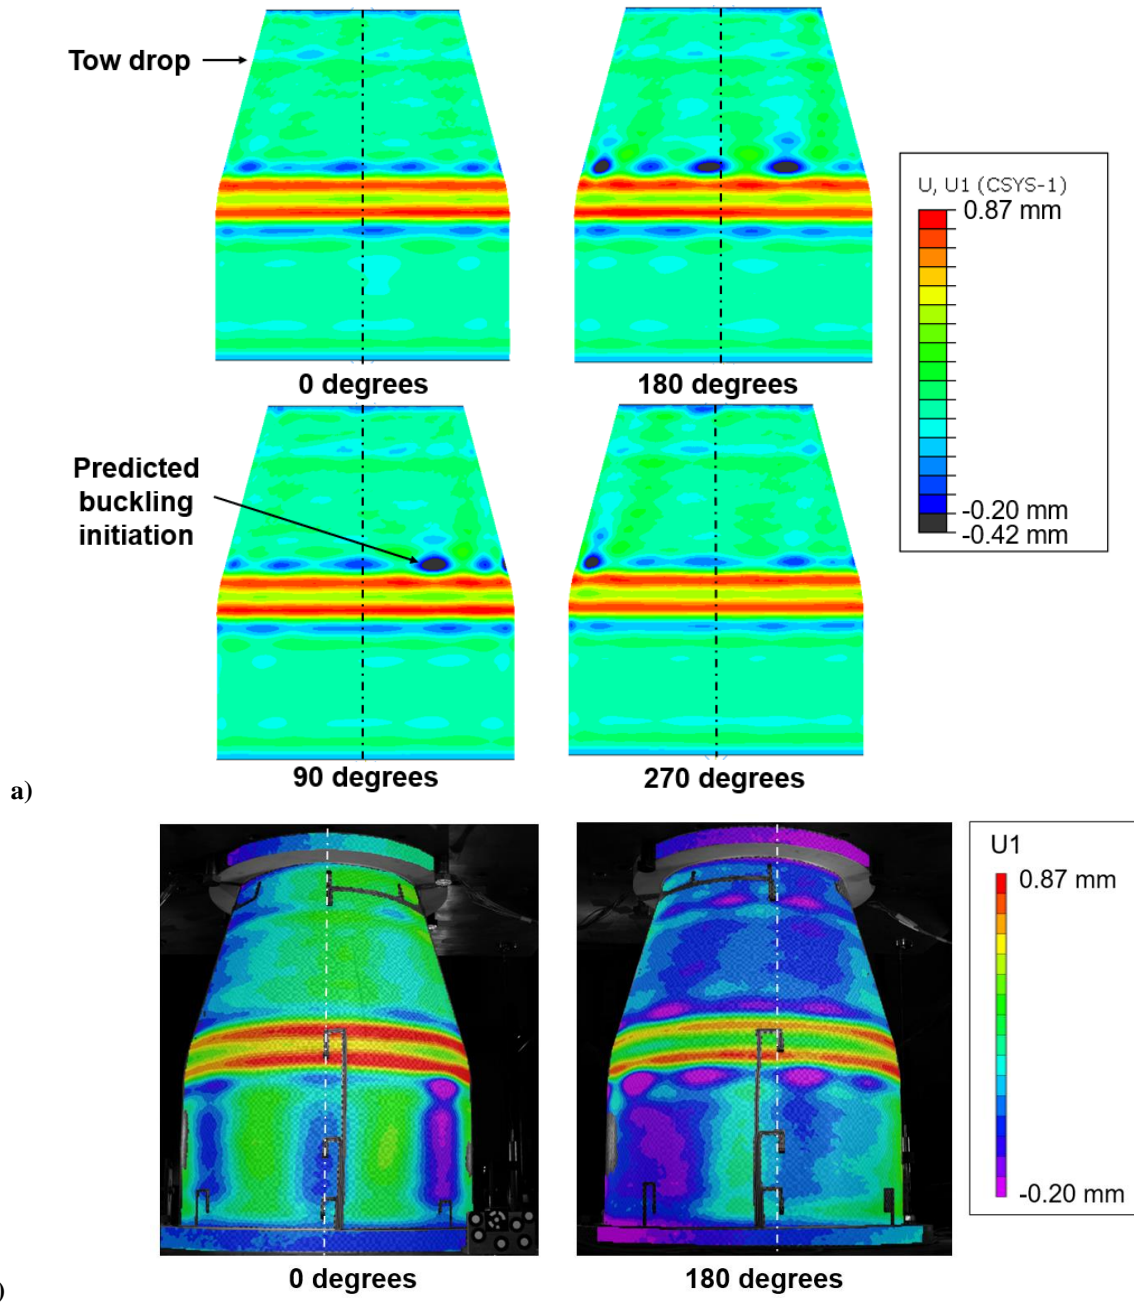 Tow drop
0 degrees
180 degrees
U, U1 (CSYS-1)
0.87 mm
-0.20 mm
-0.42 mm
Predicted
buckling
initiation
90 degrees
270 degrees
a)
U1
0.87 mm
-0.20 mm
0 degrees
180 degrees
)